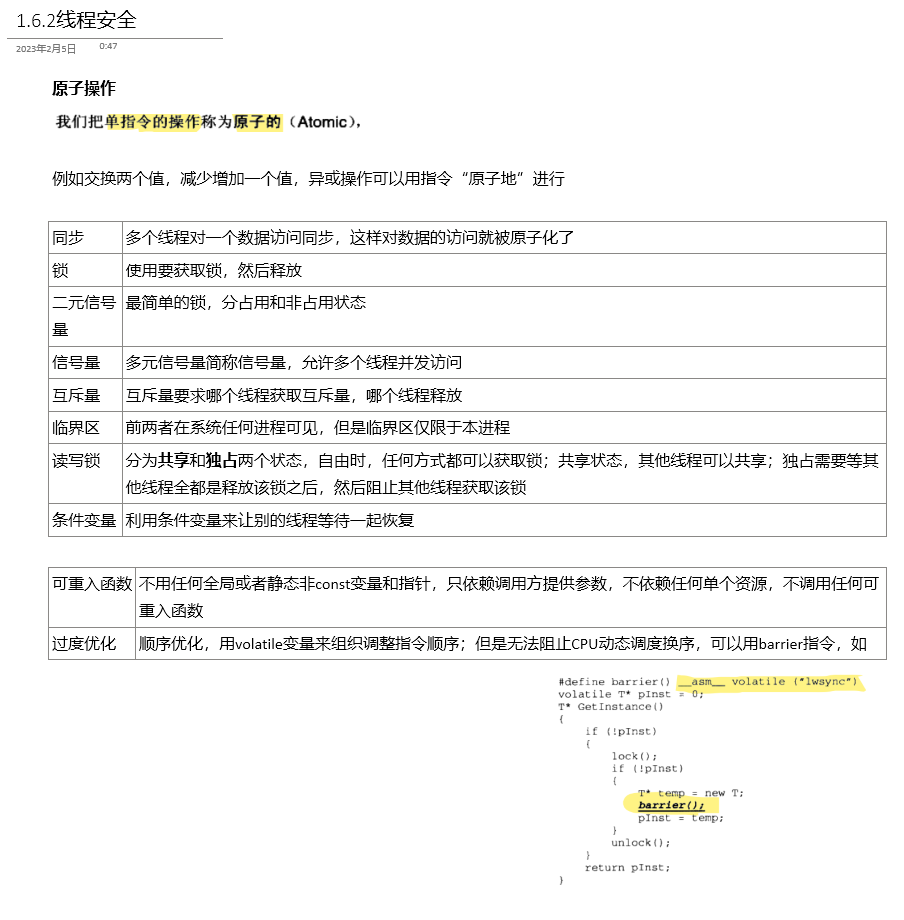 1.6.2线程安全
2023年2月5日 0:47
原子操作
我们把单指令的操作称为原子的（Atomic），
例如交换两个值，减少增加一个值，异或操作可以用指令“原子地”进行
同步 多个线程对一个数据访问同步，这样对数据的访问就被原子化了
锁 使用要获取锁，然后释放
二元信号 最简单的锁，分占用和非占用状态
量
信号量 多元信号量简称信号量，允许多个线程并发访问
互斥量 互斥量要求哪个线程获取互斥量，哪个线程释放
临界区 前两者在系统任何进程可见，但是临界区仅限于本进程
读写锁 分为共享和独占两个状态，自由时，任何方式都可以获取锁；共享状态，其他线程可以共享；独占需要等其
他线程全都是释放该锁之后，然后阻止其他线程获取该锁
条件变量 利用条件变量来让别的线程等待一起恢复
可重入函数 不用任何全局或者静态非const变量和指针，只依赖调用方提供参数，不依赖任何单个资源，不调用任何可
重入函数
过度优化 顺序优化，用volatile变量来组织调整指令顺序；但是无法阻止CPU动态调度换序，可以用barrier指令，如
#define barrier() __asm__ volatile ("lwsync")
volatile T* pInst = 0;
T* GetInstance()
{
if (!pInst)
{
lock();
if (!pInst)
{
T* temp = new T;
barrier();
pInst = temp;
}
unlock();
}
return pInst;
}